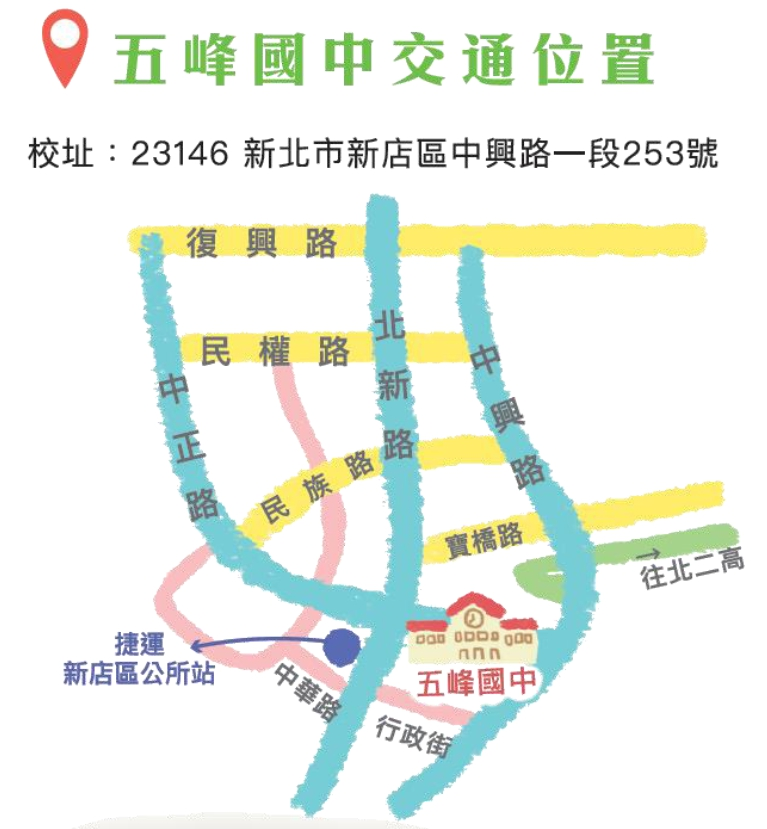 五峰國中交通位置
校址：23146 新北市新店區中興路一段253號
復興路
民權路
北新路
中興路
中正路
民族路
寶橋路
→
往北二高
捷運
新店區公所站
五峰國中
中華路
行政街